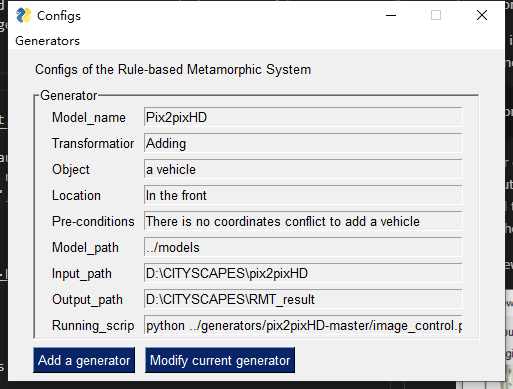 Configs
Generators
Configs of the Rule-based Metamorphic System
Generator
Model_name Pix2pixHD
Transformation Adding
Object a vehicle
Location In the front
Pre-conditions There is no coordinates conflict to add a vehicle
Model_path ../models
Input_path D:\CITYSCAPES\pix2pixHD
Output_path D:\CITYSCAPES\RMT_result
Running_scrip python ../generators/pix2pixHD-master/image_control.p
Add a generator Modify current generator